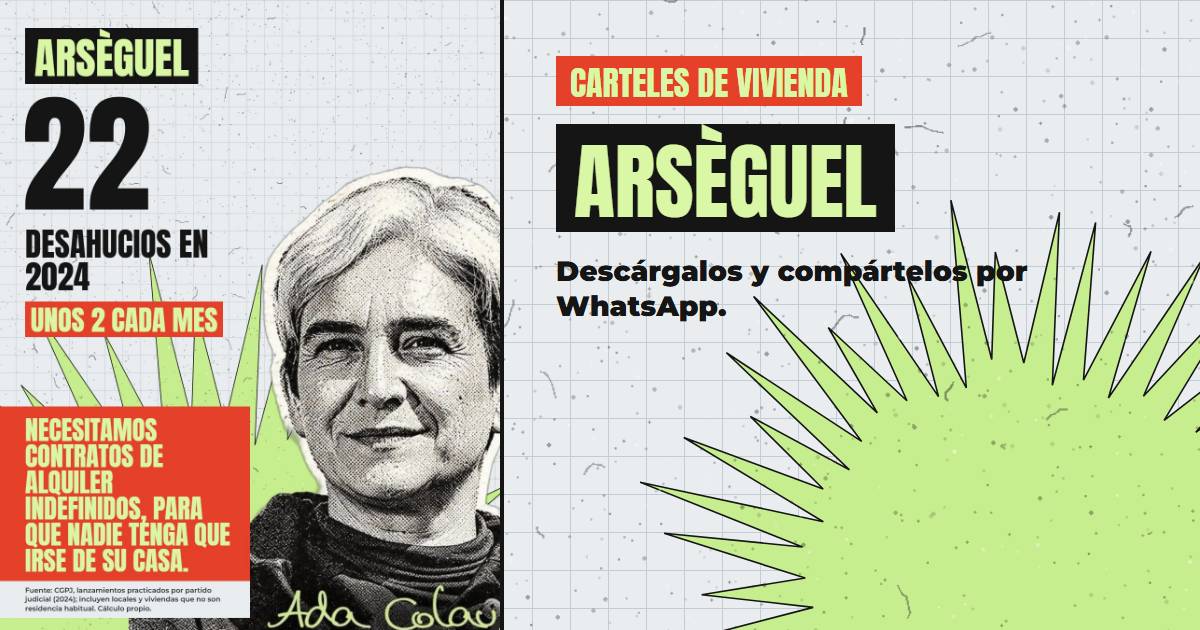 ARSÈGUEL
22
DESAHUCIOS EN
2024
UNOS 2 CADA MES
NECESITAMOS
CONTRATOS DE
ALQUILER
INDEFINIDOS, PARA
QUE NADIE TENGA QUE
IRSE DE SU CASA.
Fuente: CGPJ, lanzamientos practicados por partido
judicial (2024); incluyen locales y viviendas que no son
residencia habitual. Cálculo propio.
Ada Colau
CARTELES DE VIVIENDA
ARSÈGUEL
Descárgalos y compártelos por
WhatsApp.